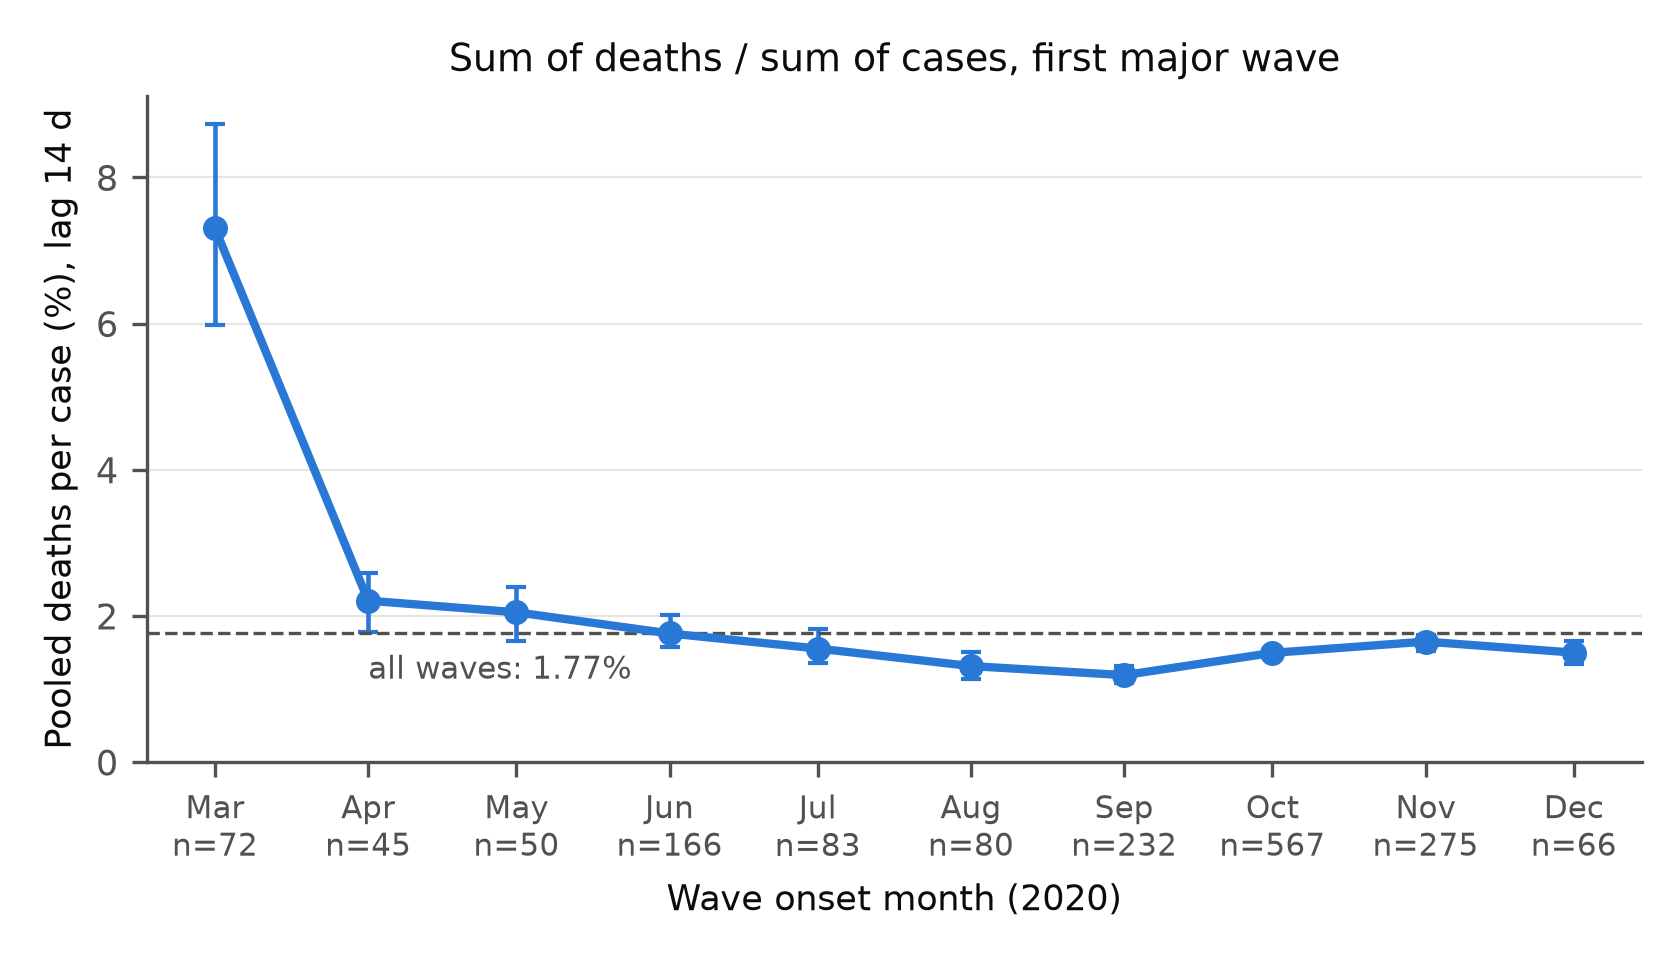 Sum of deaths / sum of cases, first major wave
Pooled deaths per case (%), lag 14 d
8
6
4
2
0
all waves: 1.77%
Mar Apr May Jun Jul Aug Sep Oct Nov Dec
n=72 n=45 n=50 n=166 n=83 n=80 n=232 n=567 n=275 n=66
Wave onset month (2020)